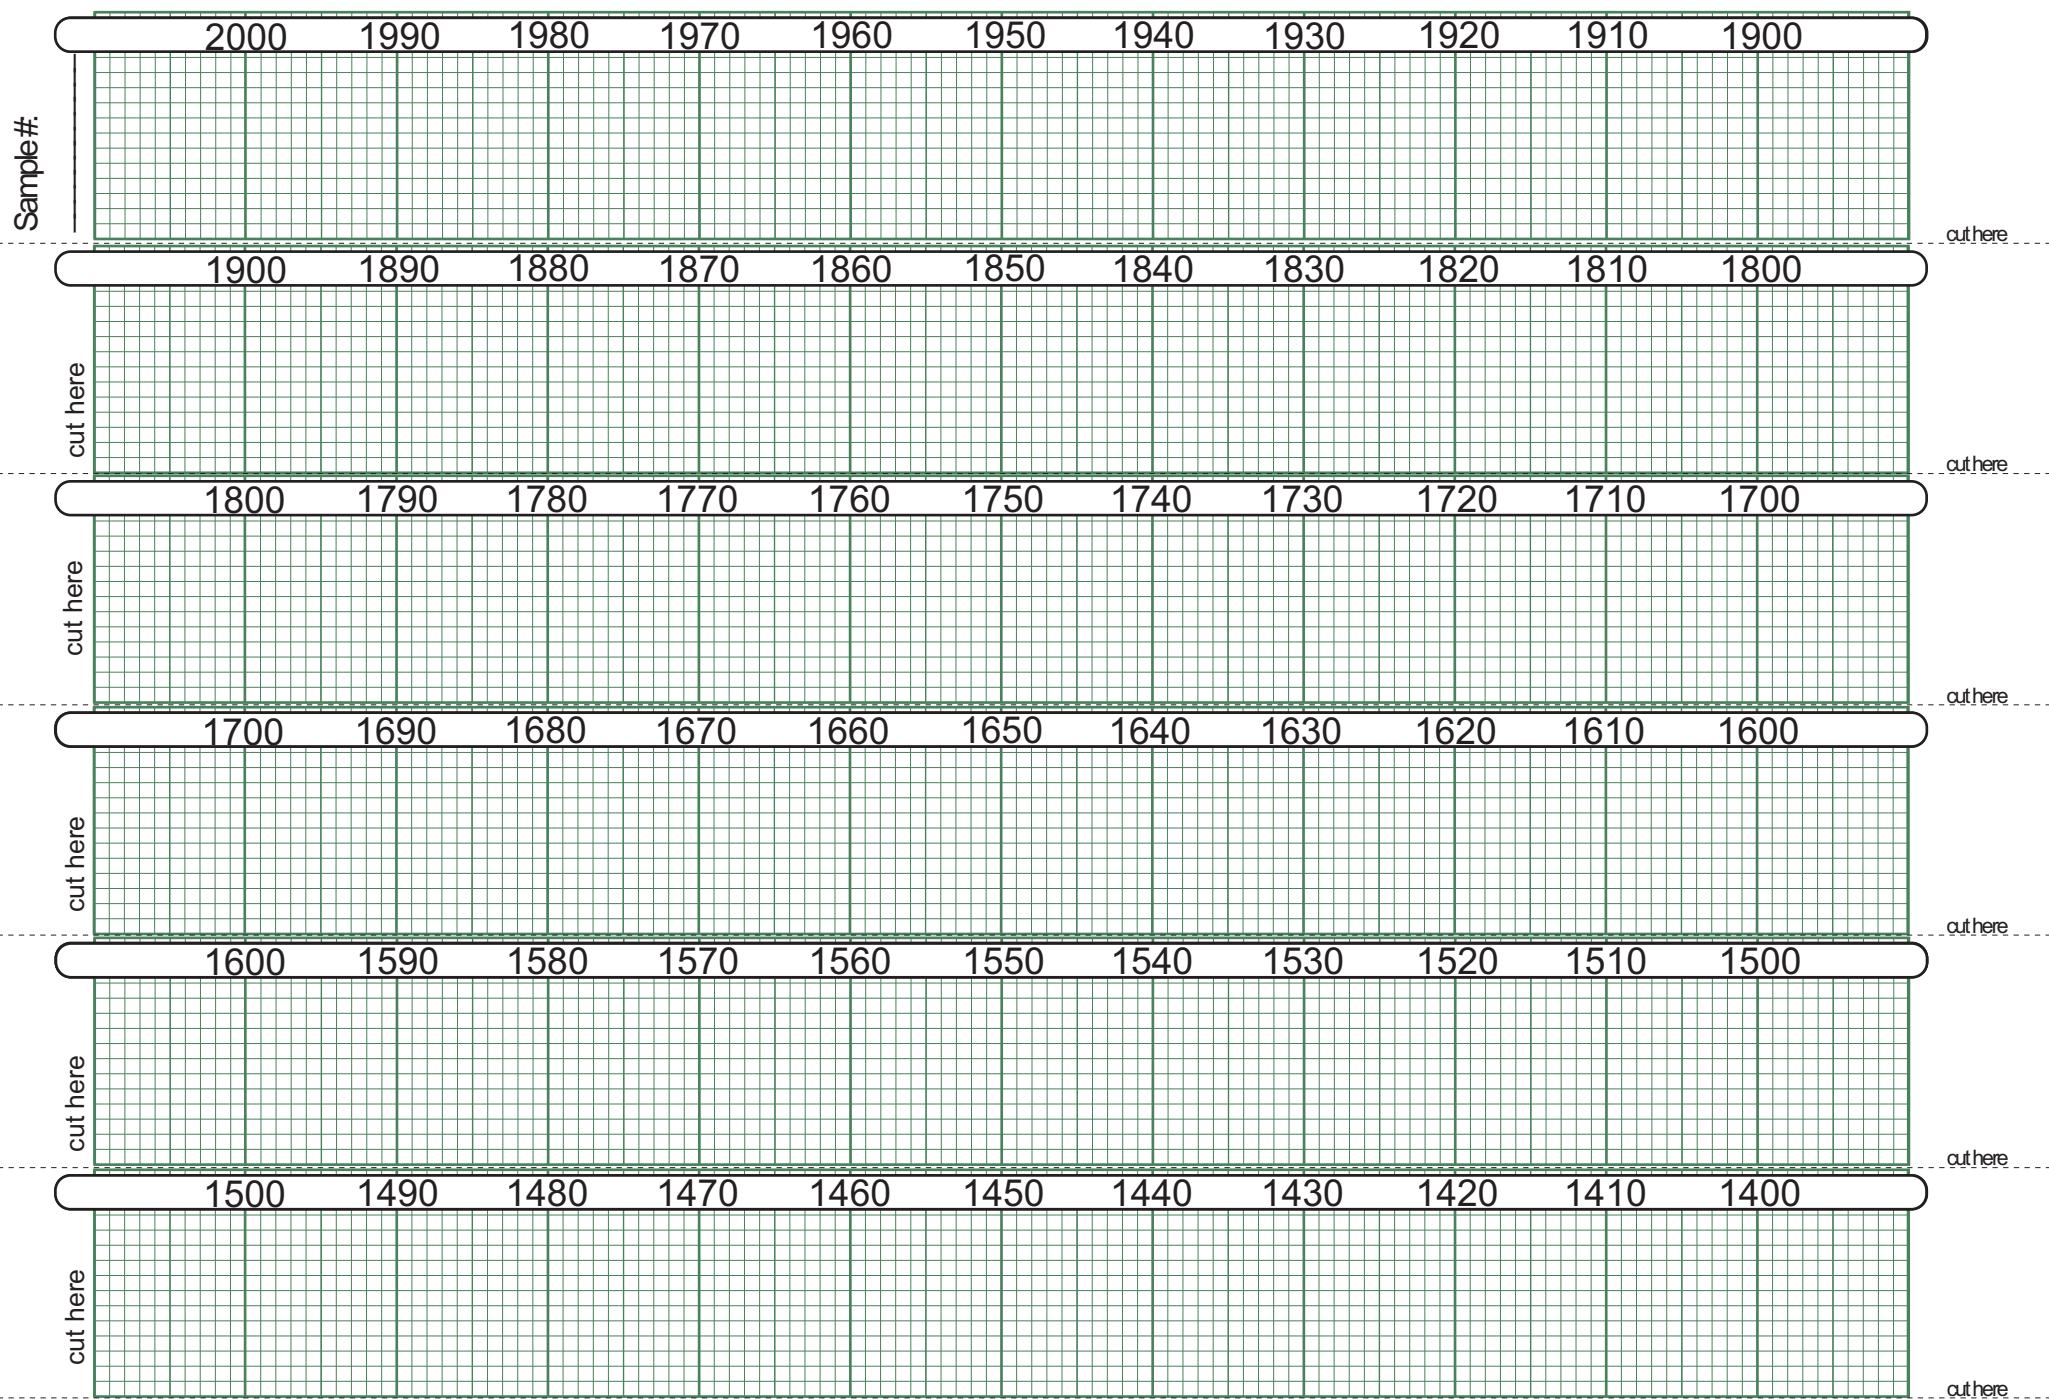 2000 1990 1980 1970 1960 1950 1940 1930 1920 1910 1900
Sample#:
cut here
1900 1890 1880 1870 1860 1850 1840 1830 1820 1810 1800
cut here
cut here
1800 1790 1780 1770 1760 1750 1740 1730 1720 1710 1700
cut here
cut here
1700 1690 1680 1670 1660 1650 1640 1630 1620 1610 1600
cut here
cut here
1600 1590 1580 1570 1560 1550 1540 1530 1520 1510 1500
cut here
cut here
1500 1490 1480 1470 1460 1450 1440 1430 1420 1410 1400
cut here
cut here